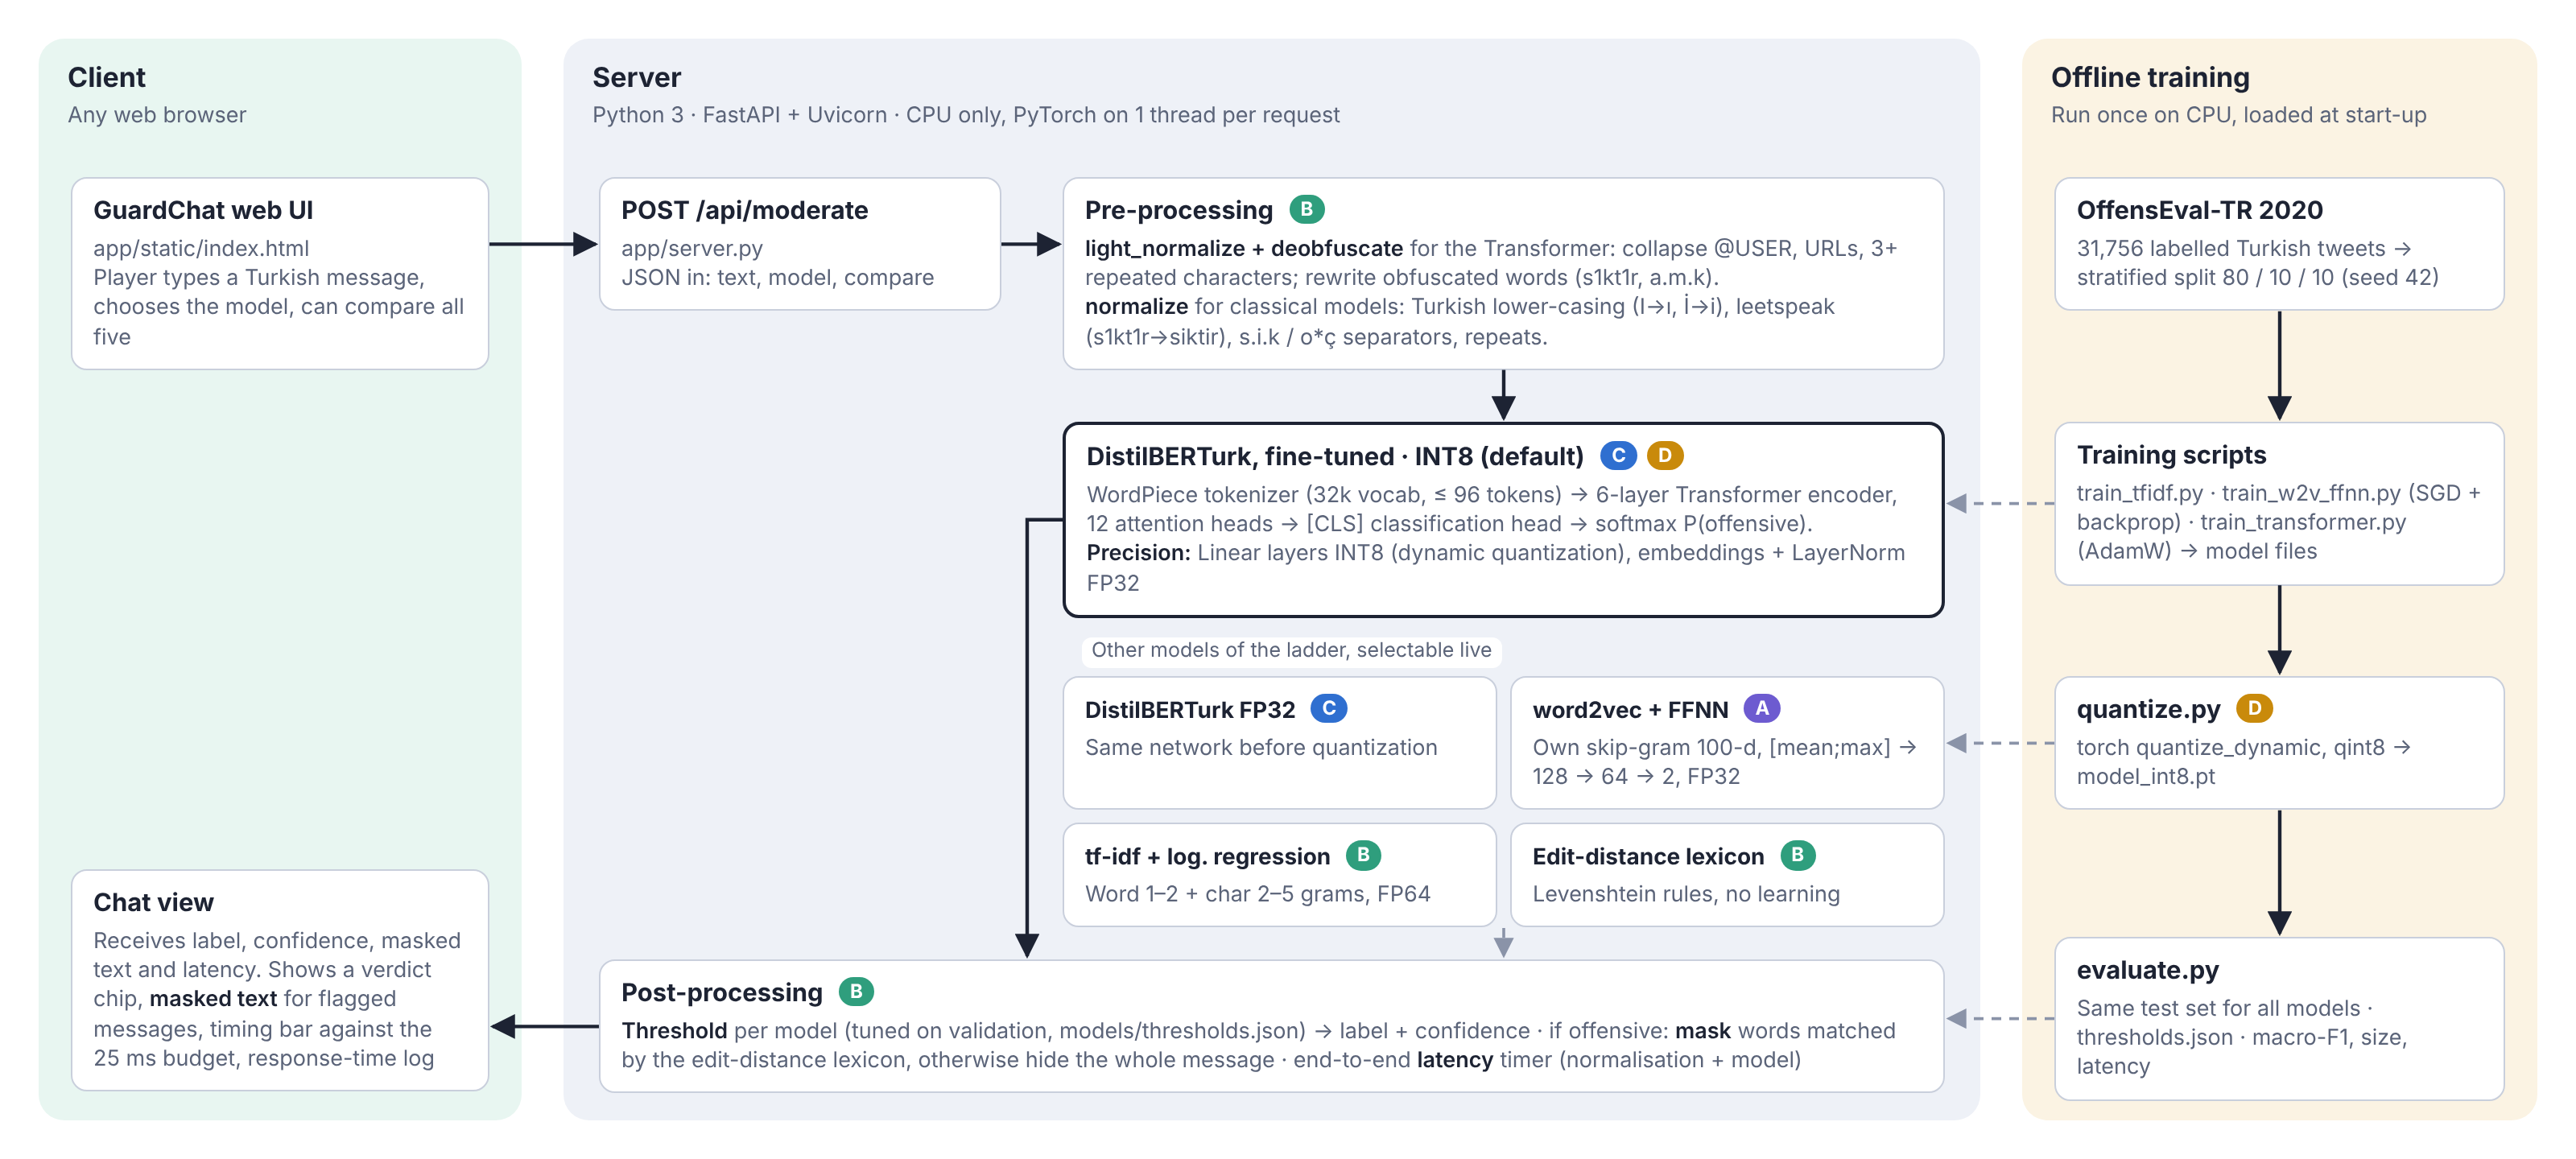 Client
Any web browser
GuardChat web UI
app/static/index.html
Player types a Turkish message,
chooses the model, can compare all
five
Chat view
Receives label, confidence, masked
text and latency. Shows a verdict
chip, masked text for flagged
messages, timing bar against the
25 ms budget, response-time log
Server
Python 3 · FastAPI + Uvicorn · CPU only, PyTorch on 1 thread per request
POST /api/moderate
app/server.py
JSON in: text, model, compare
Pre-processing B
light_normalize + deobfuscate for the Transformer: collapse @USER, URLs, 3+
repeated characters; rewrite obfuscated words (s1kt1r, a.m.k).
normalize for classical models: Turkish lower-casing (I→ı, İ→i), leetspeak
(s1kt1r→siktir), s.i.k / o*ç separators, repeats.
DistilBERTurk, fine-tuned · INT8 (default) C D
WordPiece tokenizer (32k vocab, ≤ 96 tokens) → 6-layer Transformer encoder,
12 attention heads → [CLS] classification head → softmax P(offensive).
Precision: Linear layers INT8 (dynamic quantization), embeddings + LayerNorm
FP32
Other models of the ladder, selectable live
DistilBERTurk FP32 C
Same network before quantization
word2vec + FFNN A
Own skip-gram 100-d, [mean;max] →
128 → 64 → 2, FP32
tf-idf + log. regression B
Word 1–2 + char 2–5 grams, FP64
Edit-distance lexicon B
Levenshtein rules, no learning
Post-processing B
Threshold per model (tuned on validation, models/thresholds.json) → label + confidence · if offensive: mask words matched
by the edit-distance lexicon, otherwise hide the whole message · end-to-end latency timer (normalisation + model)
Offline training
Run once on CPU, loaded at start-up
OffensEval-TR 2020
31,756 labelled Turkish tweets →
stratified split 80 / 10 / 10 (seed 42)
Training scripts
train_tfidf.py · train_w2v_ffnn.py (SGD +
backprop) · train_transformer.py
(AdamW) → model files
quantize.py D
torch quantize_dynamic, qint8 →
model_int8.pt
evaluate.py
Same test set for all models ·
thresholds.json · macro-F1, size,
latency